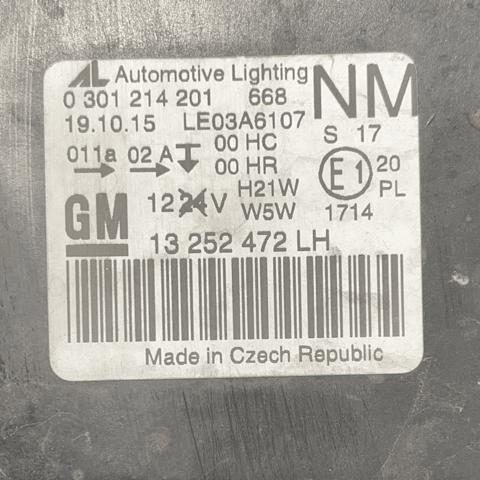 AL Automotive Lighting NM
0 301 214 201 668
19.10.15 LE03A6107
00 HC S 17
011a 02 A 00 HR E1 20 PL
GM 12 24 V H21W
W5W 1714
13 252 472 LH
Made in Czech Republic